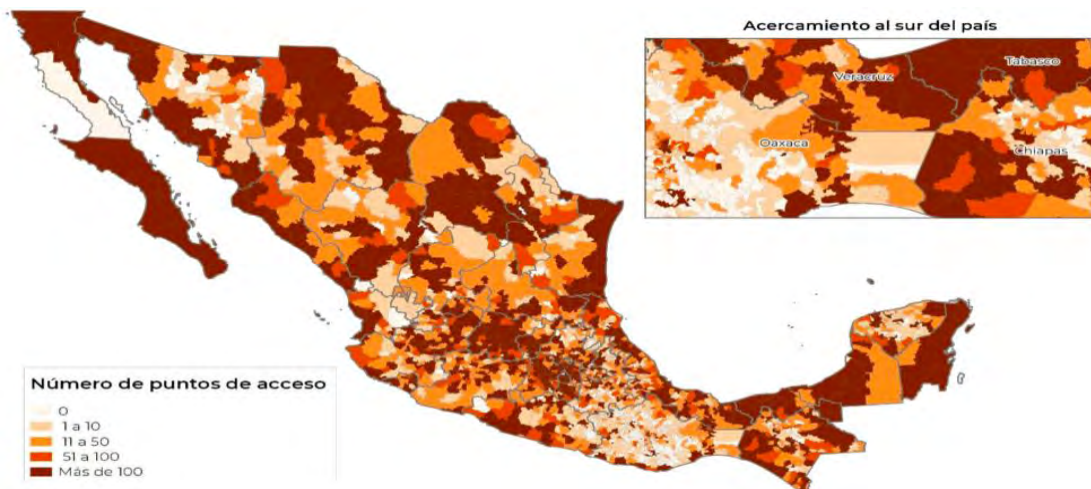 Acercamiento al sur del país
Tabasco
Veracruz
Oaxaca
Chiapas
Número de puntos de acceso
0
1 a 10
11 a 50
51 a 100
Más de 100